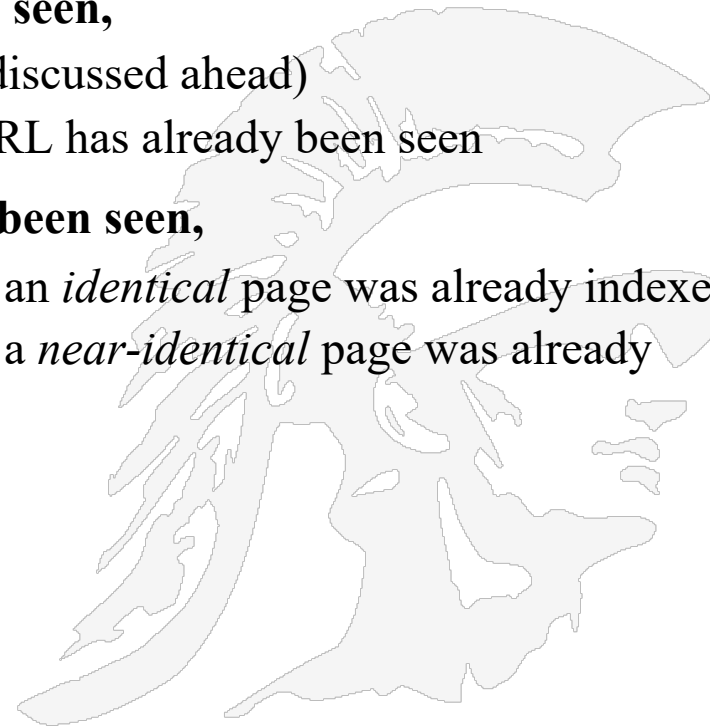 seen,
discussed ahead)
RL has already been seen
been seen,
an identical page was already indexe
a near-identical page was already